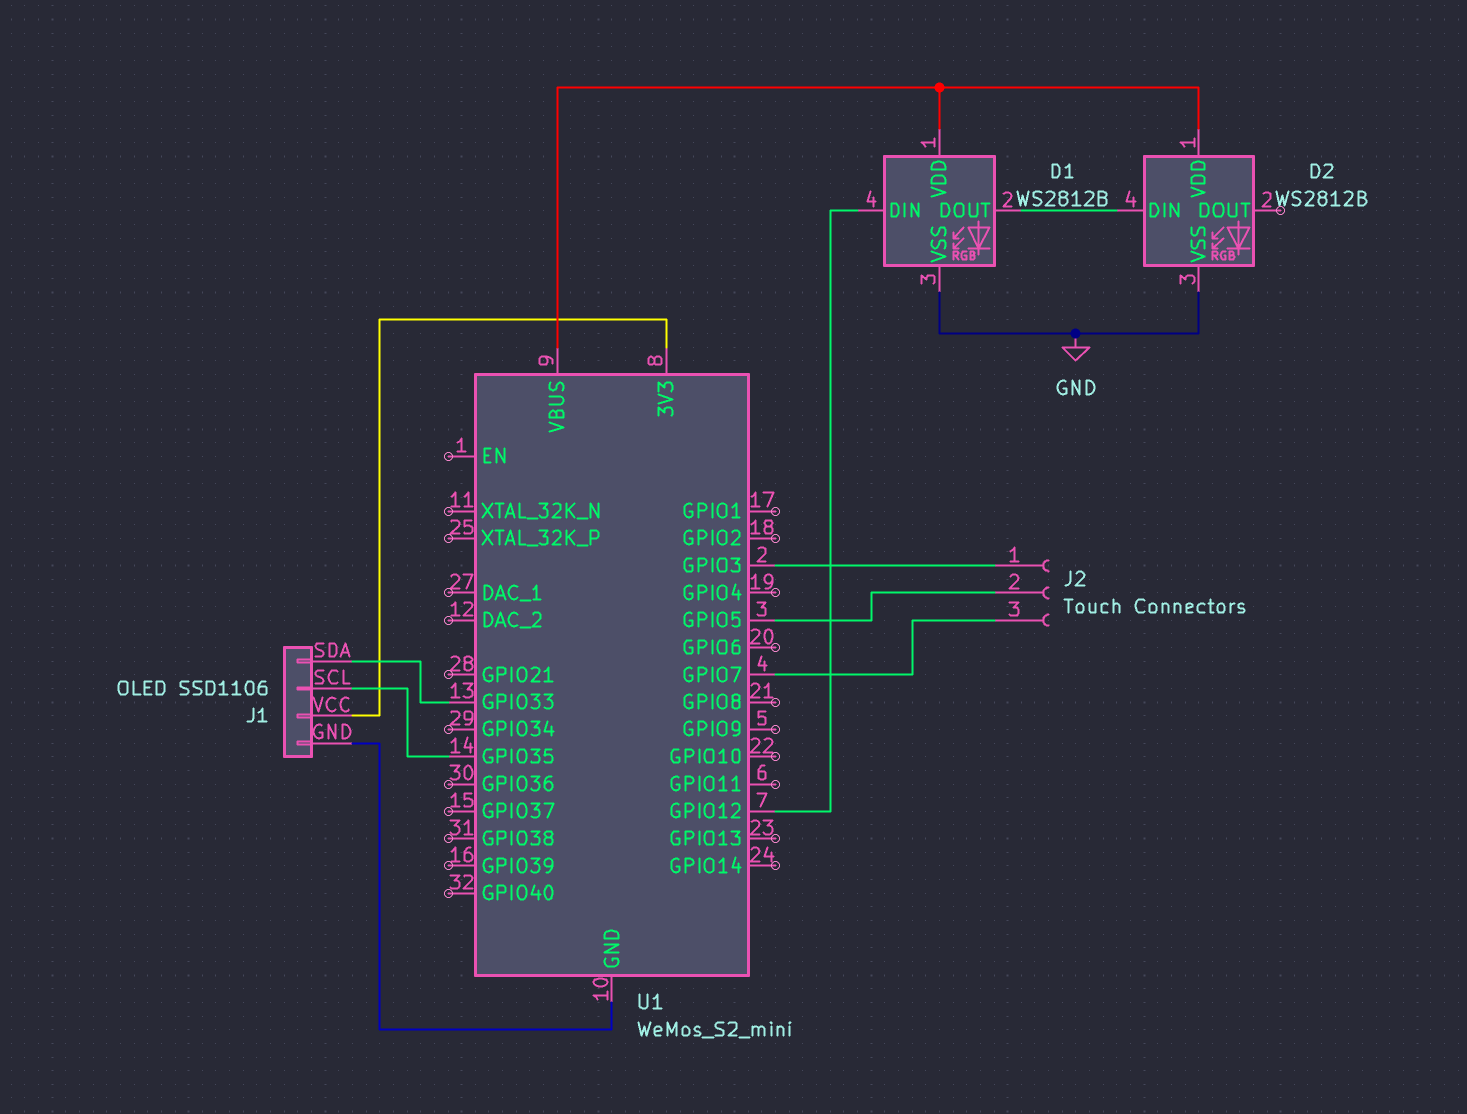 1
1
D1
WS2812B
D2
WS2812B
4
DIN
VDD
DOUT
2
VSS
RGB
3
4
DIN
VDD
DOUT
2
VSS
RGB
3
GND
9
8
VBUS
3V3
1
EN
11
XTAL_32K_N
25
XTAL_32K_P
27
DAC_1
12
DAC_2
28
GPIO21
13
GPIO33
29
GPIO34
14
GPIO35
30
GPIO36
15
GPIO37
31
GPIO38
16
GPIO39
32
GPIO40
GPIO1
17
GPIO2
18
GPIO3
2
GPIO4
19
GPIO5
3
GPIO6
20
GPIO7
4
GPIO8
21
GPIO9
5
GPIO10
22
GPIO11
6
GPIO12
7
GPIO13
23
GPIO14
24
GND
10
U1
WeMos_S2_mini
1
2
3
J2
Touch Connectors
SDA
SCL
VCC
GND
OLED SSD1106
J1